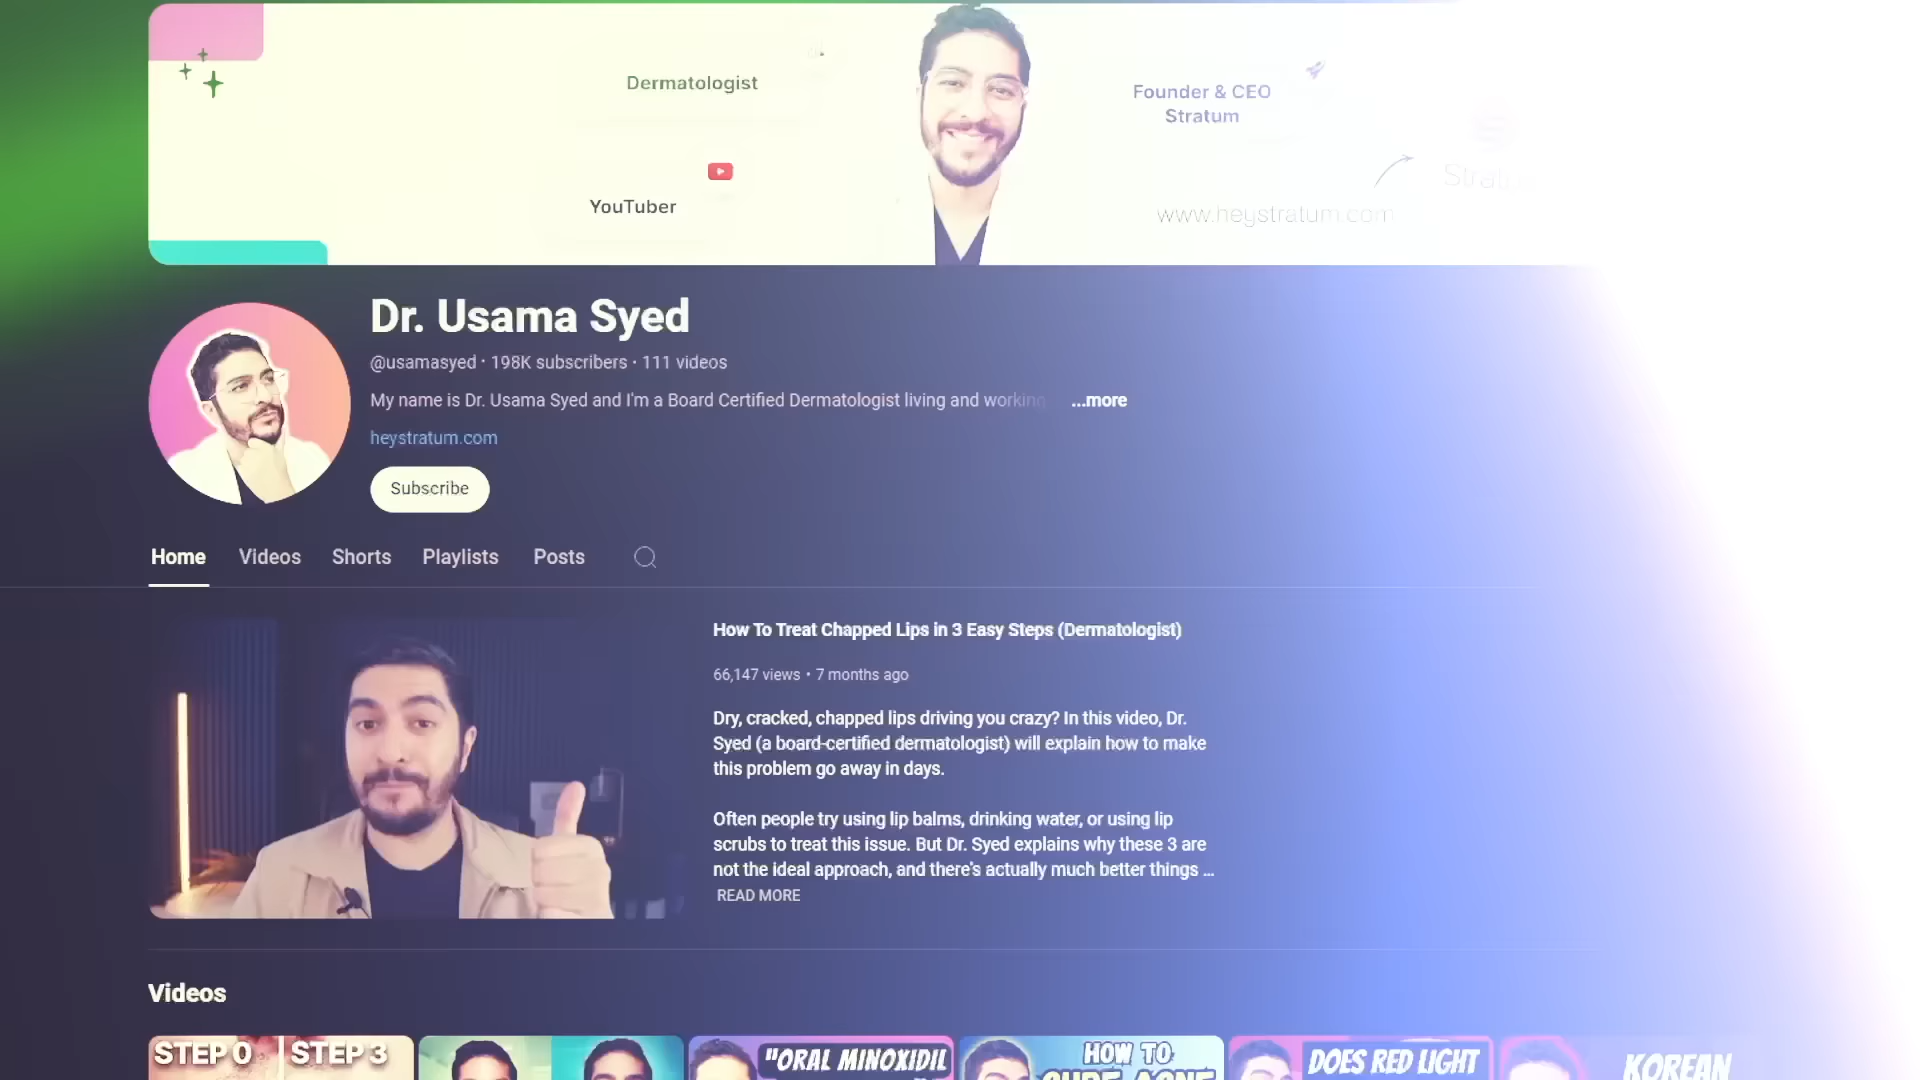 Dermatologist
YouTuber
Founder & CEO
Stratum
www.heystratum.com
Dr. Usama Syed
@usamasyed · 198K subscribers · 111 videos
My name is Dr. Usama Syed and I'm a Board Certified Dermatologist living and working ...more
heystratum.com
Subscribe
Home Videos Shorts Playlists Posts
How To Treat Chapped Lips in 3 Easy Steps (Dermatologist)
66,147 views • 7 months ago
Dry, cracked, chapped lips driving you crazy? In this video, Dr.
Syed (a board-certified dermatologist) will explain how to make
this problem go away in days.
Often people try using lip balms, drinking water, or using lip
scrubs to treat this issue. But Dr. Syed explains why these 3 are
not the ideal approach, and there's actually much better things ...
READ MORE
Videos
STEP 0 STEP 3
"ORAL MINOXIDIL
HOW TO
DOES RED LIGHT
KOREAN